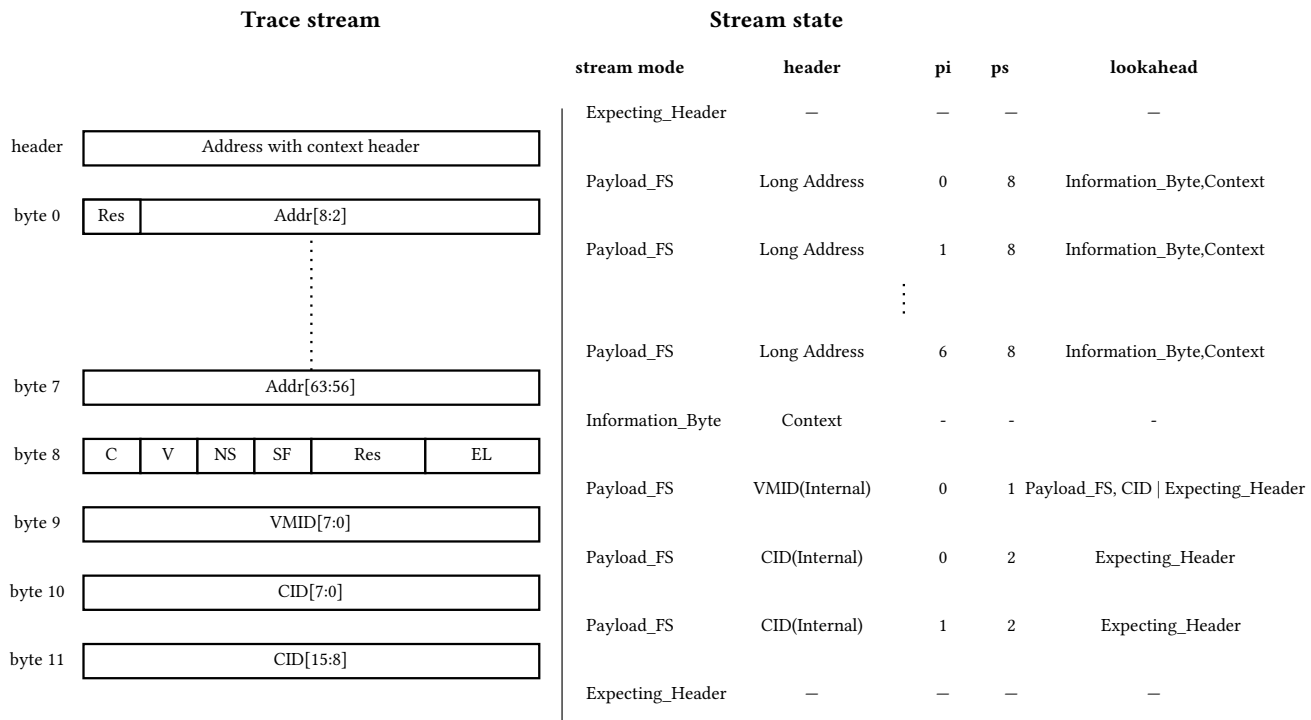 Trace stream Stream state
stream mode header pi ps lookahead
Expecting_Header — — — —
header Address with context header
Payload_FS Long Address 0 8 Information_Byte,Context
byte 0 Res Addr[8:2]
Payload_FS Long Address 1 8 Information_Byte,Context
Payload_FS Long Address 6 8 Information_Byte,Context
byte 7 Addr[63:56]
Information_Byte Context - - -
byte 8 C V NS SF Res EL
Payload_FS VMID(Internal) 0 1 Payload_FS, CID | Expecting_Header
byte 9 VMID[7:0]
Payload_FS CID(Internal) 0 2 Expecting_Header
byte 10 CID[7:0]
Payload_FS CID(Internal) 1 2 Expecting_Header
byte 11 CID[15:8]
Expecting_Header — — — —